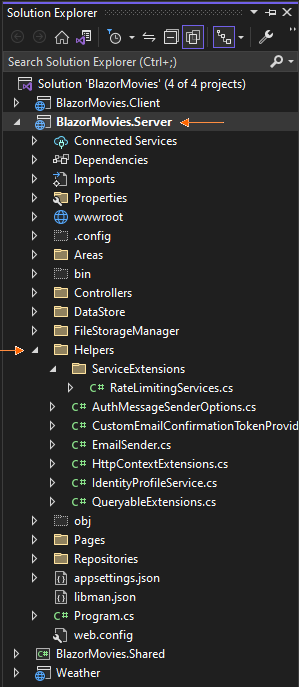 Solution Explorer
Search Solution Explorer (Ctrl+;)
Solution 'BlazorMovies' (4 of 4 projects)
BlazorMovies.Client
BlazorMovies.Server
Connected Services
Dependencies
Imports
Properties
wwwroot
.config
Areas
bin
Controllers
DataStore
FileStorageManager
Helpers
ServiceExtensions
C# RateLimitingServices.cs
C# AuthMessageSenderOptions.cs
C# CustomEmailConfirmationTokenProvid
C# EmailSender.cs
C# HttpContextExtensions.cs
C# IdentityProfileService.cs
C# QueryableExtensions.cs
obj
Pages
Repositories
appsettings.json
libman.json
C# Program.cs
web.config
C# BlazorMovies.Shared
Weather